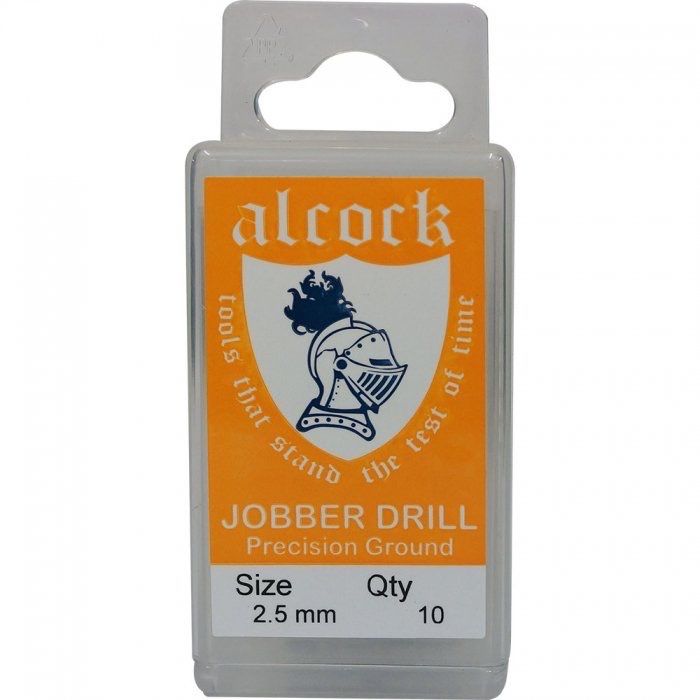 alcock
tools that stand the test of time
JOBBER DRILL
Precision Ground
Size Qty
2.5 mm 10